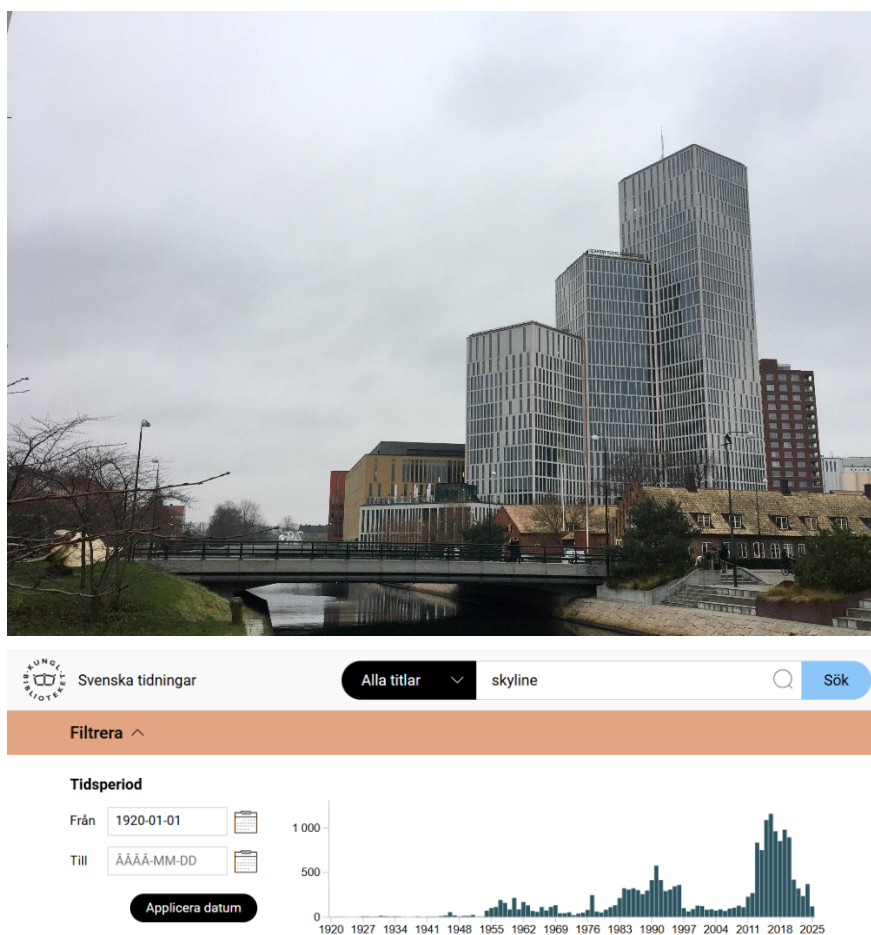 KUNGL. BIBLIOTEKET
Svenska tidningar
Alla titlar
skyline
Sök
Filtrera
Tidsperiod
Från 1920-01-01
Till ÅÅÅÅ-MM-DD
Applicera datum
1 000
500
0
1920 1927 1934 1941 1948 1955 1962 1969 1976 1983 1990 1997 2004 2011 2018 2025